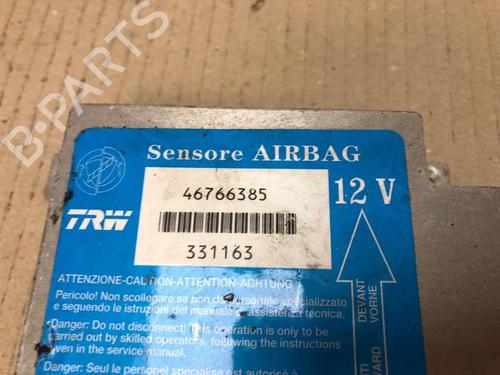 B-PARTS
Sensore AIRBAG
46766385
12 V
TRW
331163
DEVANT
VORNE
ATTENZIONE-CAUTION-ATTENTION-ACHTUNG
Pericolo! Non scollegare se non da personale specializzato
e seguendo le istruzioni del manuale di assistenza tecnica.
Danger: Do not disconnect! This operation is only to be
carried out by skilled operators, following the instructions
given in the service manual.
Danger: Seul le personnel spécialisé est autorisé à